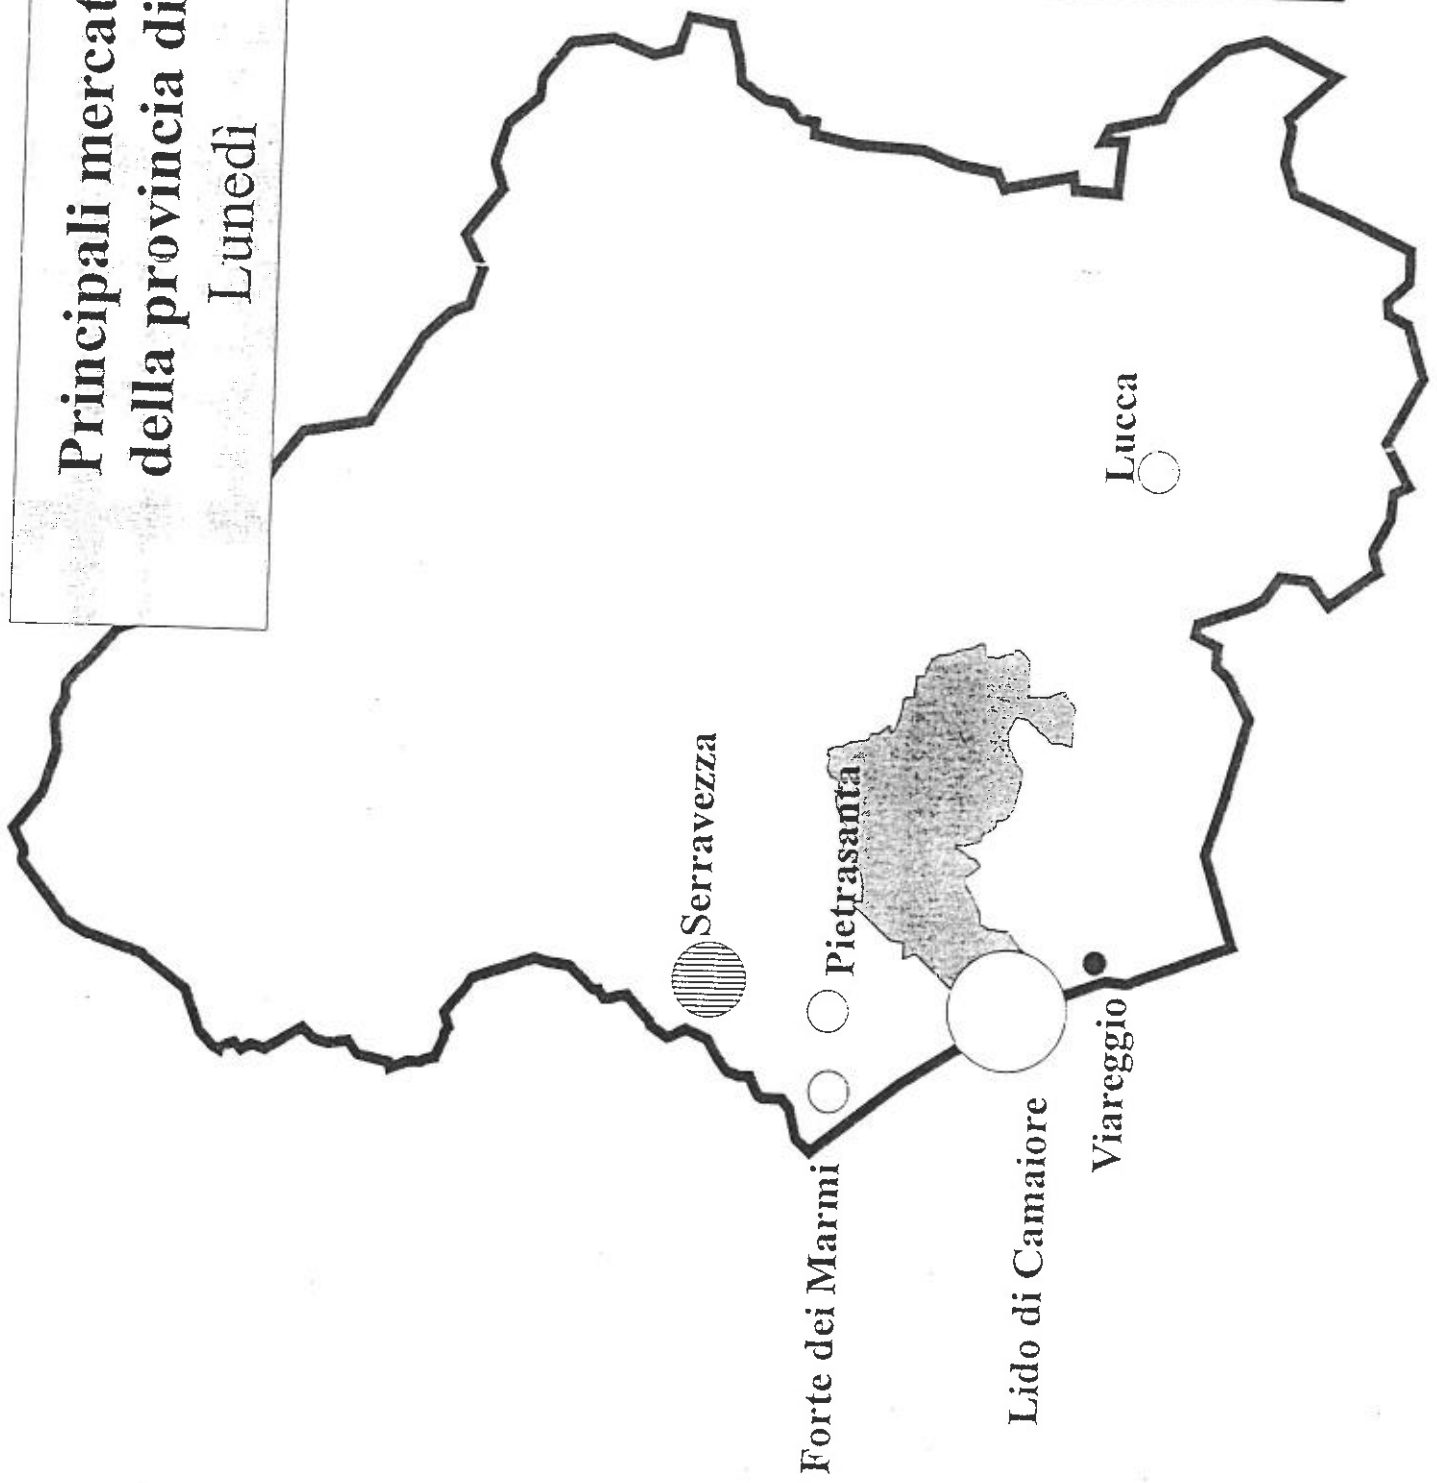 Principali mercat
della provincia di
Lunedì
Serravezza
Pietrasanta
Forte dei Marmi
Lido di Camaiore
Viareggio
Lucca